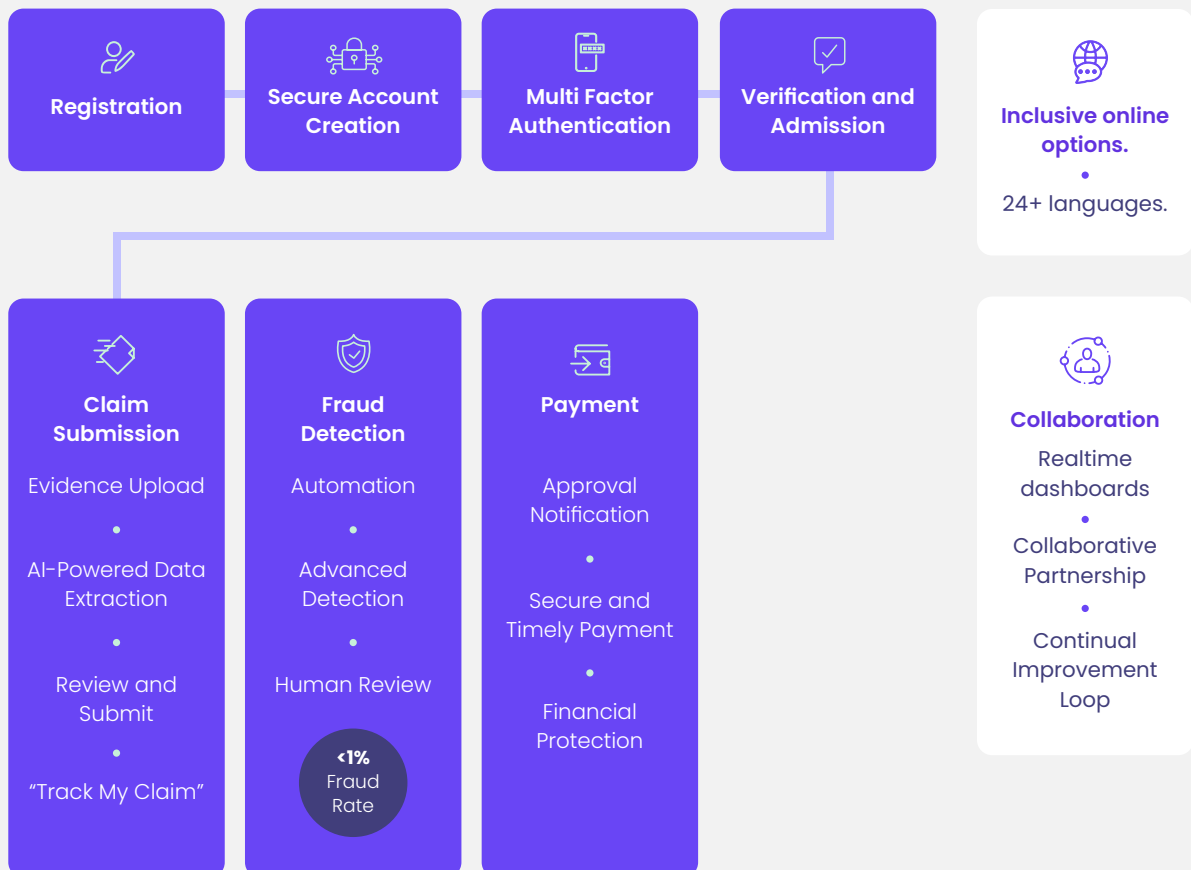 Registration
Secure Account
Creation
Multi Factor
Authentication
Verification and
Admission
Inclusive online
options.
24+ languages.
Claim
Submission
Evidence Upload
AI-Powered Data
Extraction
Review and
Submit
“Track My Claim”
Fraud
Detection
Automation
Advanced
Detection
Human Review
<1%
Fraud
Rate
Payment
Approval
Notification
Secure and
Timely Payment
Financial
Protection
Collaboration
Realtime
dashboards
Collaborative
Partnership
Continual
Improvement
Loop